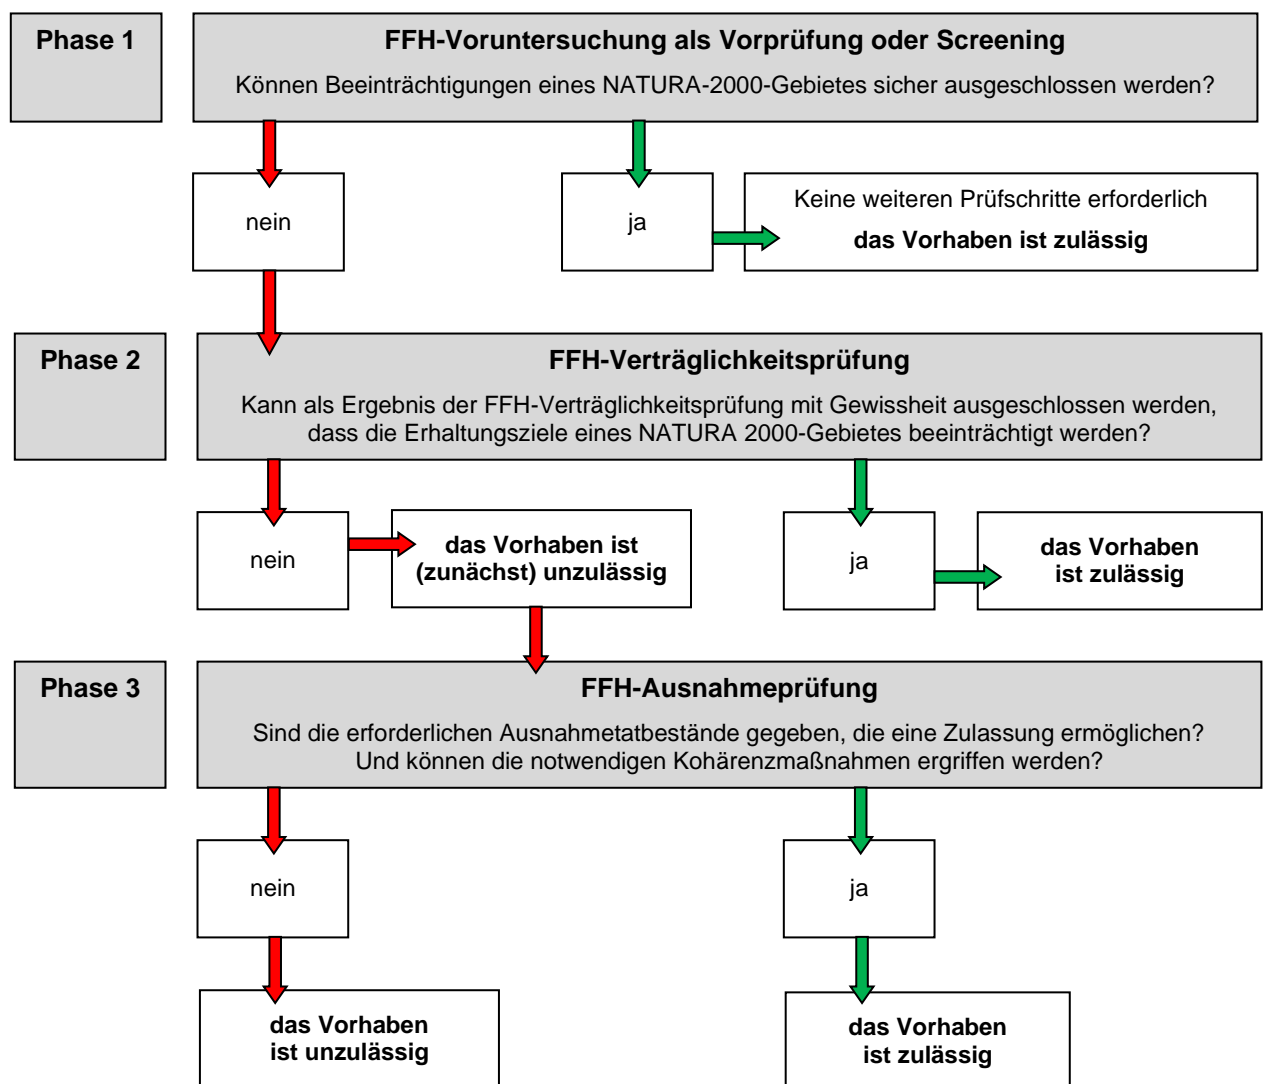 Phase 1
FFH-Voruntersuchung als Vorprüfung oder Screening
Können Beeinträchtigungen eines NATURA-2000-Gebietes sicher ausgeschlossen werden?
nein
ja
Keine weiteren Prüfschritte erforderlich
das Vorhaben ist zulässig
Phase 2
FFH-Verträglichkeitsprüfung
Kann als Ergebnis der FFH-Verträglichkeitsprüfung mit Gewissheit ausgeschlossen werden,
dass die Erhaltungsziele eines NATURA 2000-Gebietes beeinträchtigt werden?
nein
das Vorhaben ist
(zunächst) unzulässig
ja
das Vorhaben
ist zulässig
Phase 3
FFH-Ausnahmeprüfung
Sind die erforderlichen Ausnahmetatbestände gegeben, die eine Zulassung ermöglichen?
Und können die notwendigen Kohärenzmaßnahmen ergriffen werden?
nein
ja
das Vorhaben
ist unzulässig
das Vorhaben
ist zulässig